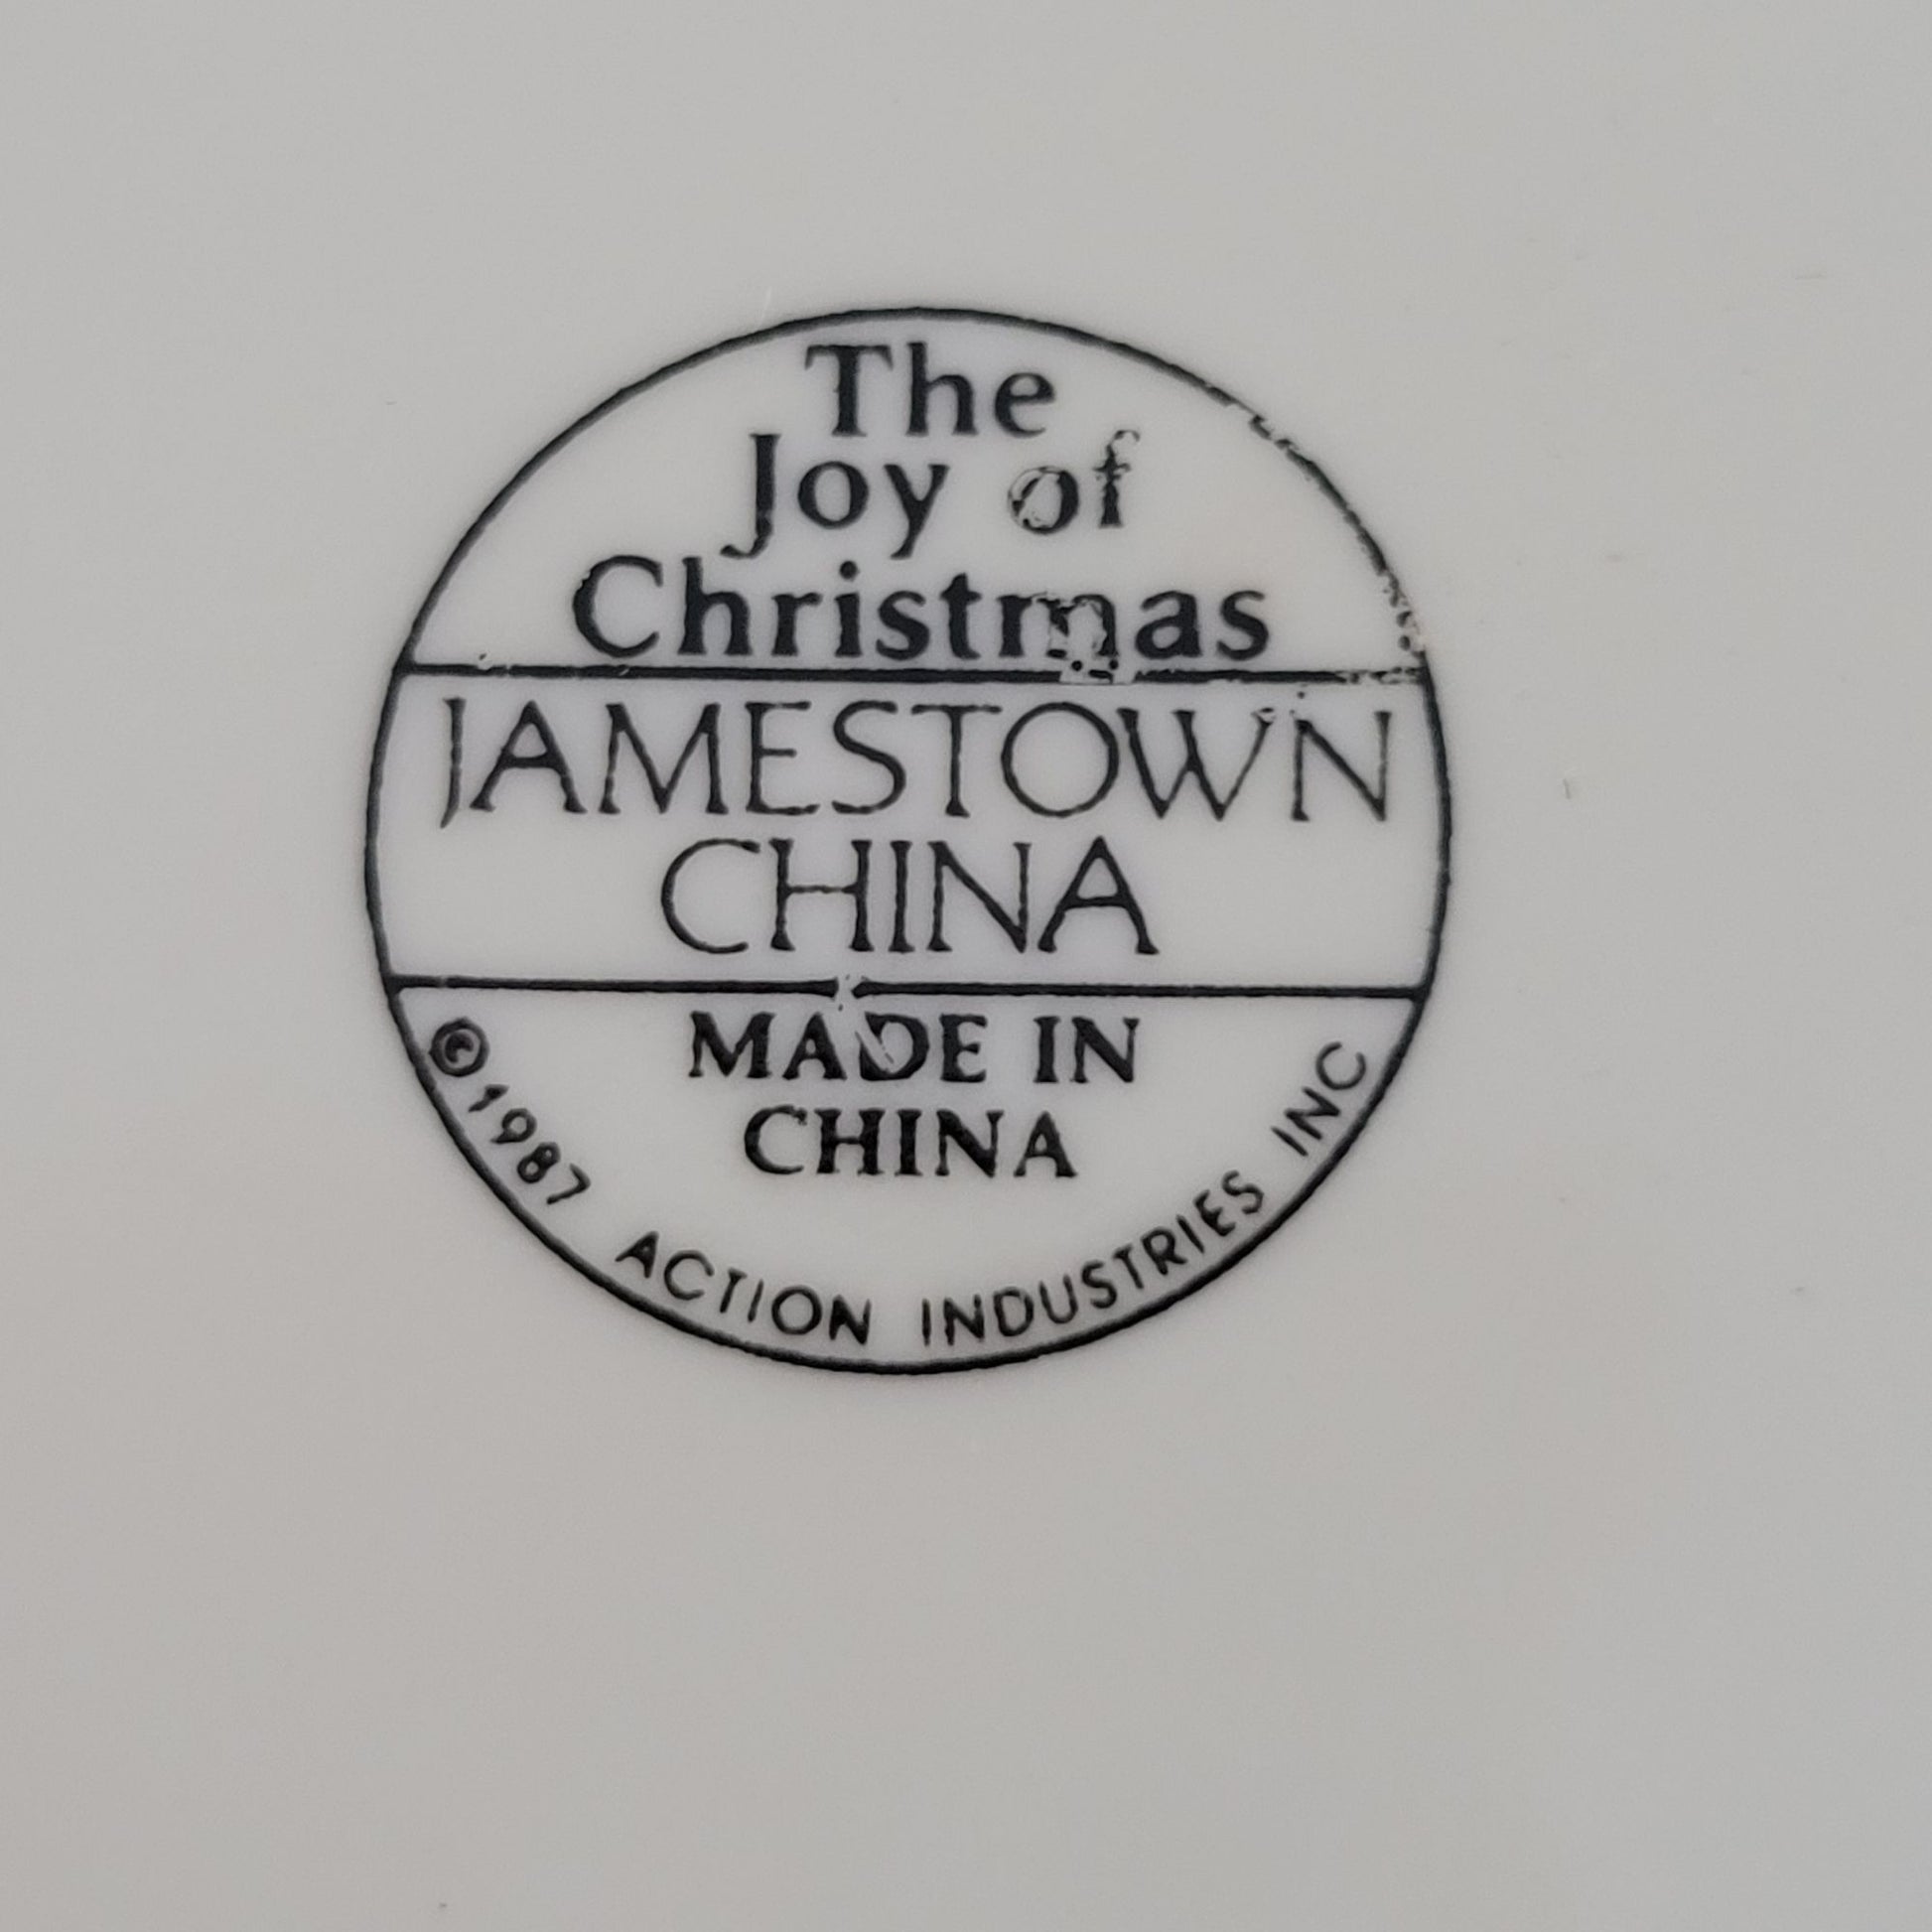 The
Joy of
Christmas
JAMESTOWN
CHINA
MADE IN
CHINA
©1987 ACTION INDUSTRIES INC